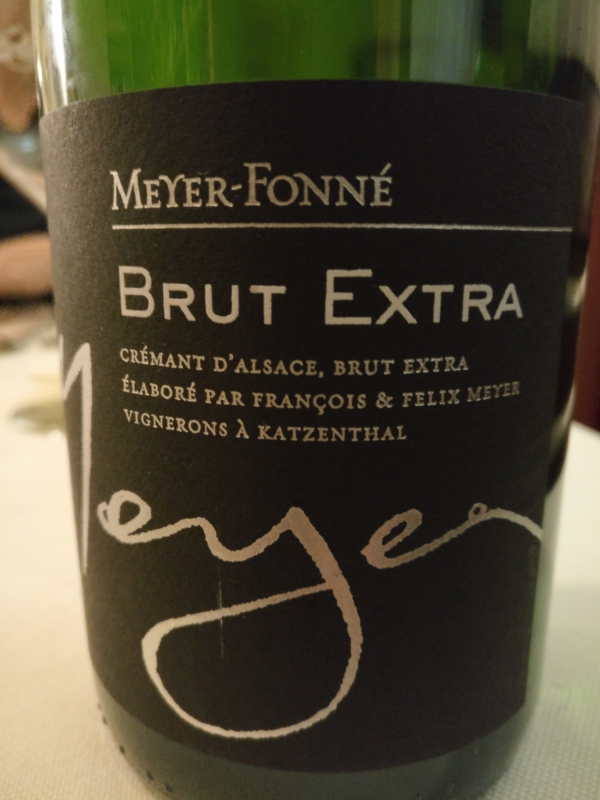 MEYER-FONNÉ
BRUT EXTRA
CRÉMANT D'ALSACE, BRUT EXTRA
ÉLABORÉ PAR FRANÇOIS & FELIX MEYER
VIGNERONS À KATZENTHAL
Meyer